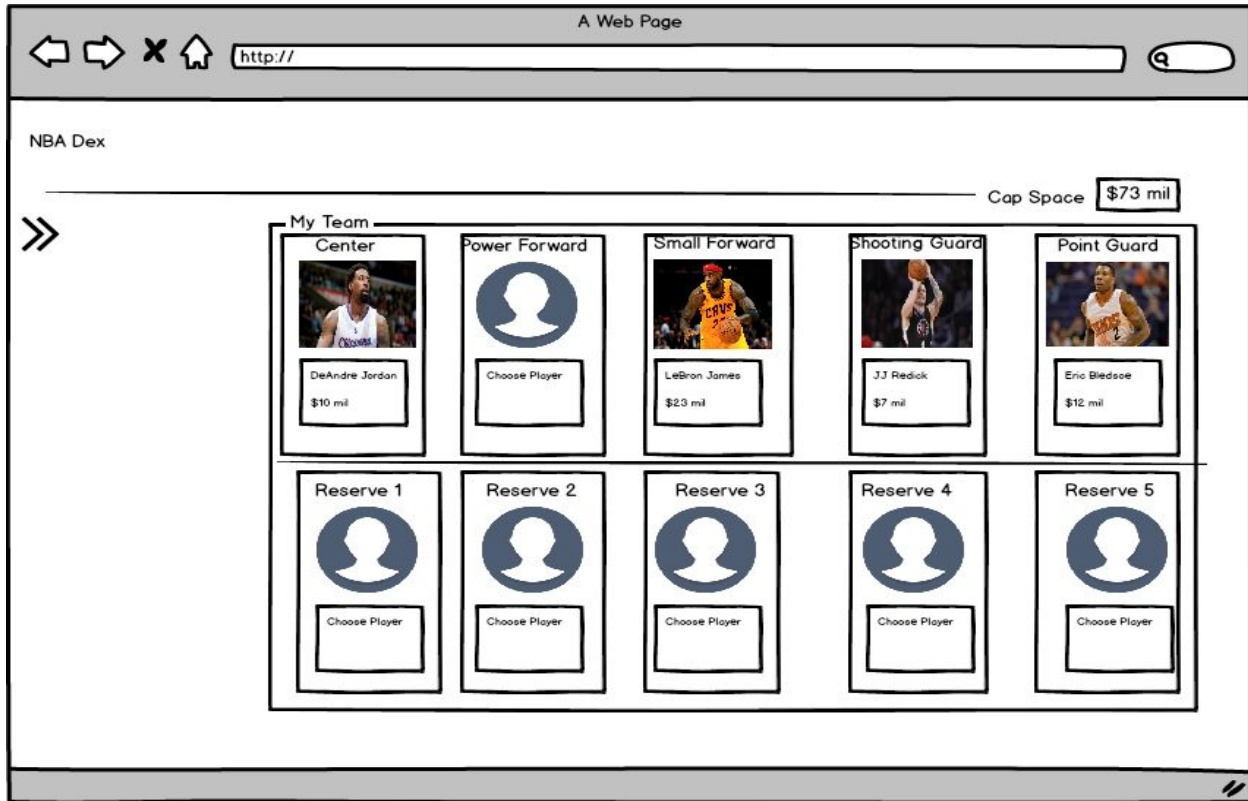 A Web Page
http://
NBA Dex
Cap Space $73 mil
My Team
Center
Power Forward
Small Forward
Shooting Guard
Point Guard
CAVS
2
DeAndre Jordan
$10 mil
Choose Player
LeBron James
$23 mil
JJ Redick
$7 mil
Eric Bledsoe
$12 mil
Reserve 1
Reserve 2
Reserve 3
Reserve 4
Reserve 5
Choose Player
Choose Player
Choose Player
Choose Player
Choose Player